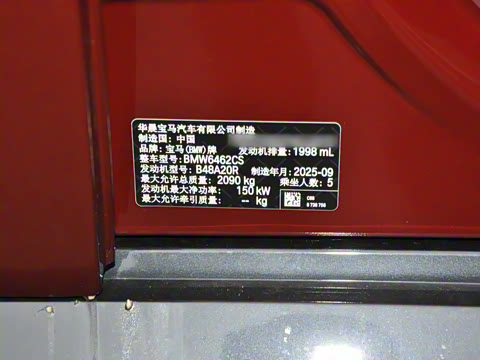 华晨宝马汽车有限公司制造
制造国：中国
品牌：宝马(BMW)牌 发动机排量：1998 mL
整车型号：BMW6462CS
发动机型号：B48A20R 制造年月：2025-09
最大允许总质量：2090 kg 乘坐人数：5
发动机最大净功率：150 kW
最大允许牵引质量：-- kg